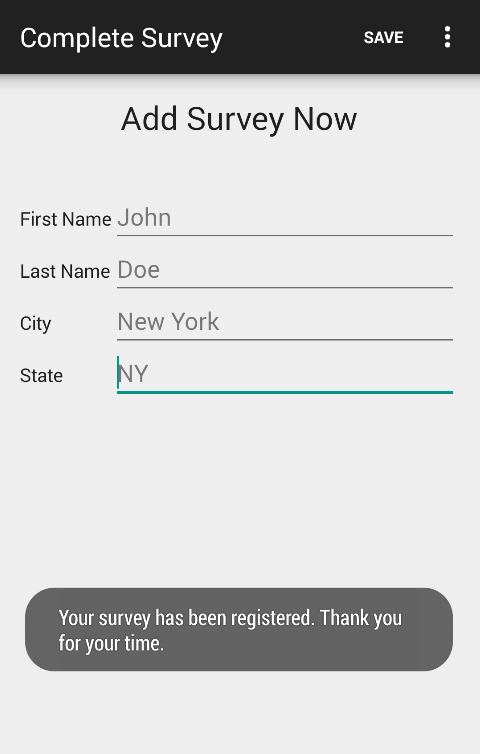 Complete Survey SAVE
Add Survey Now
First Name John
Last Name Doe
City New York
State NY
Your survey has been registered. Thank you
for your time.